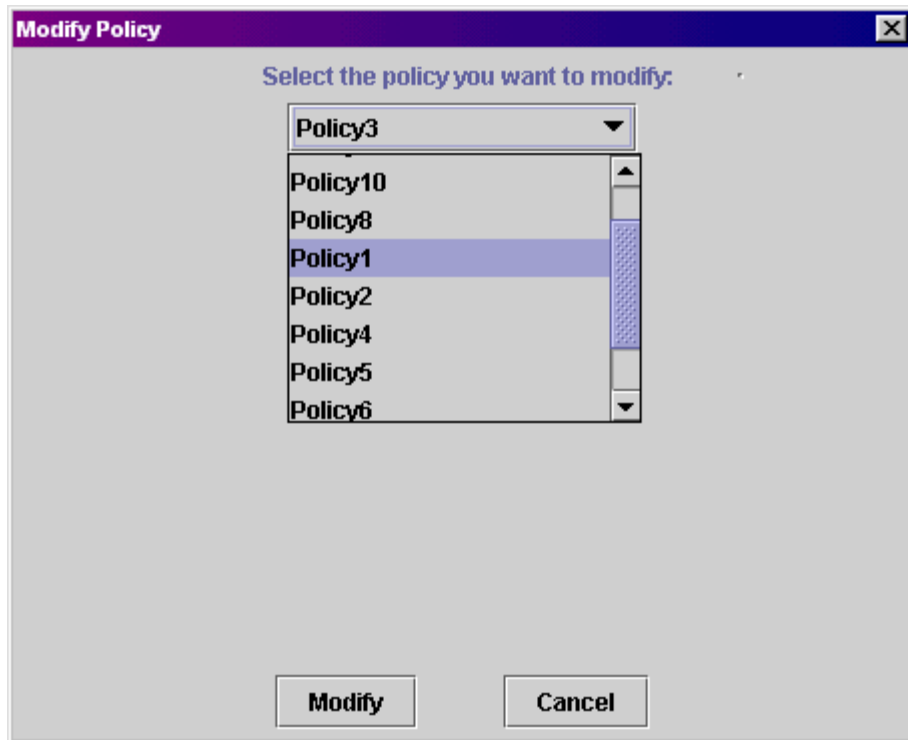 Modify Policy
Select the policy you want to modify:
Policy3
Policy10
Policy8
Policy1
Policy2
Policy4
Policy5
Policy6
Modify Cancel